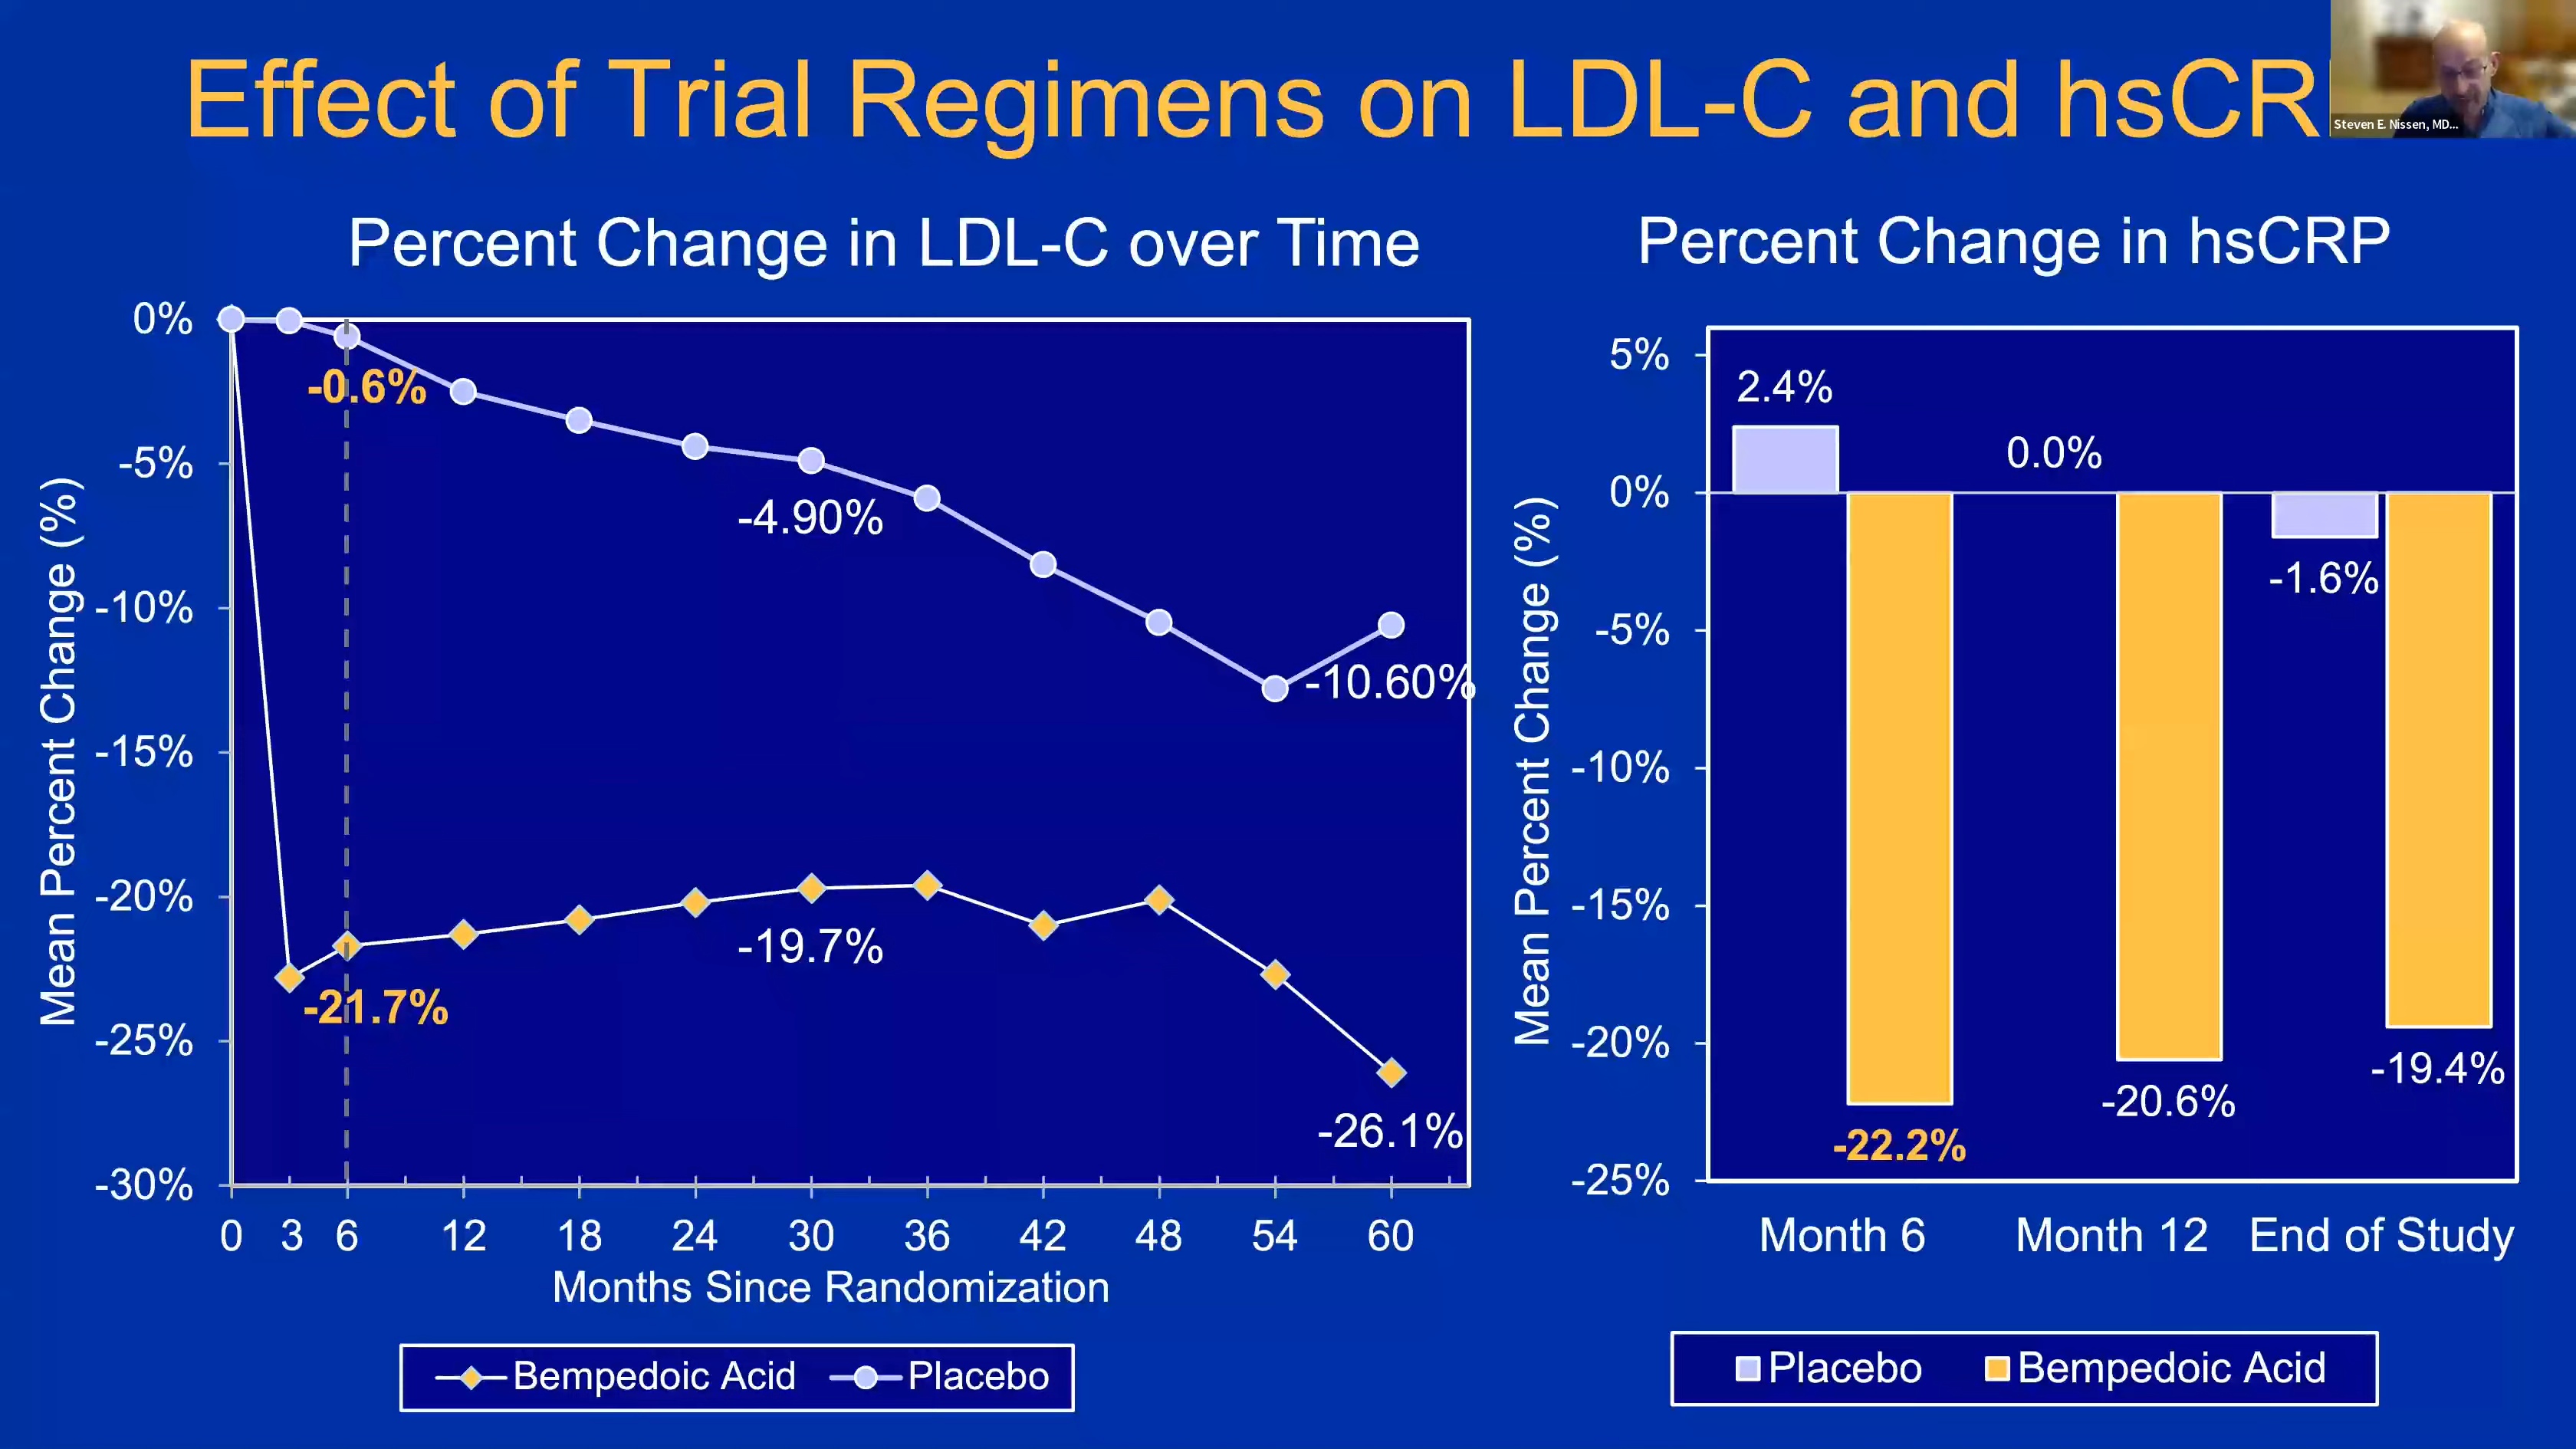 Effect of Trial Regimens on LDL-C and hsCR
Steven E. Nissen, MD...
Percent Change in LDL-C over Time
Mean Percent Change (%)
0%
-5%
-10%
-15%
-20%
-25%
-30%
-0.6%
-4.90%
-10.60%
-21.7%
-19.7%
-26.1%
0 3 6 12 18 24 30 36 42 48 54 60
Months Since Randomization
Bempedoic Acid Placebo
Percent Change in hsCRP
Mean Percent Change (%)
5%
0%
-5%
-10%
-15%
-20%
-25%
2.4%
0.0%
-1.6%
-22.2%
-20.6%
-19.4%
Month 6 Month 12 End of Study
Placebo Bempedoic Acid